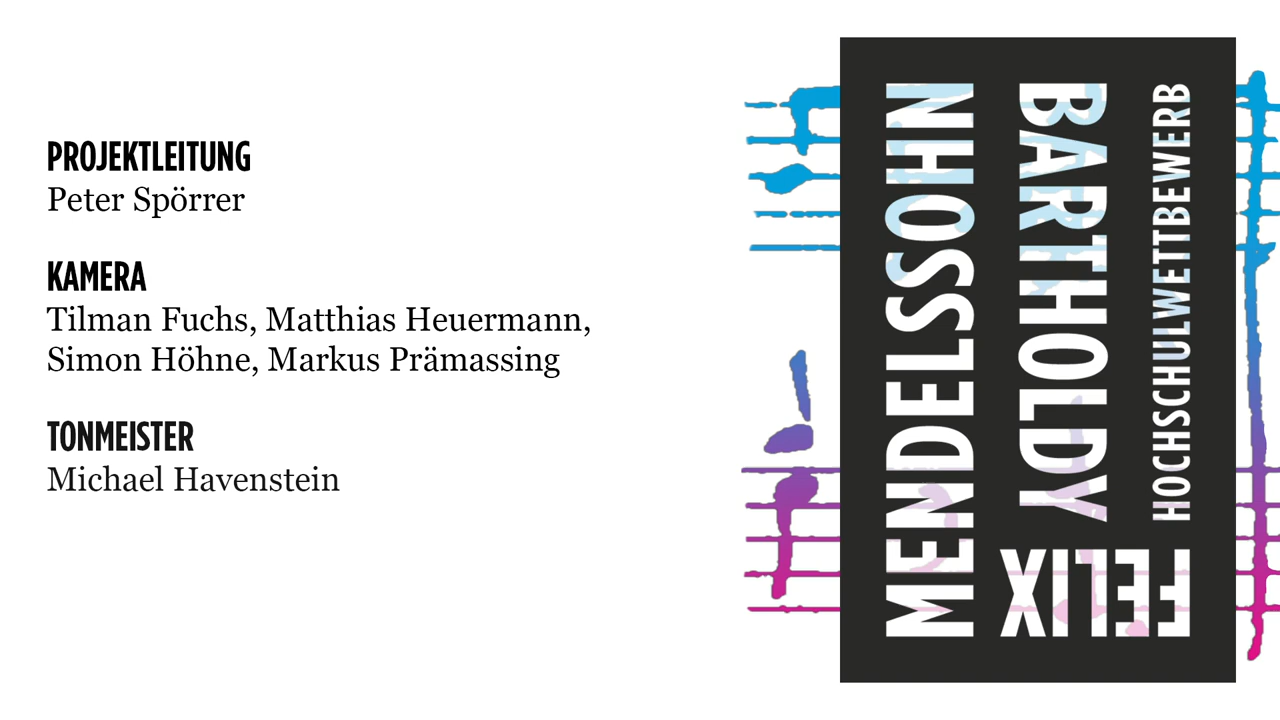 PROJEKTLEITUNG
Peter Spörrer
KAMERA
Tilman Fuchs, Matthias Heuermann,
Simon Höhne, Markus Prämassing
TONMEISTER
Michael Havenstein
FELIX
MENDELSSOHN
BARTHOLDY
HOCHSCHULWETTBEWERB